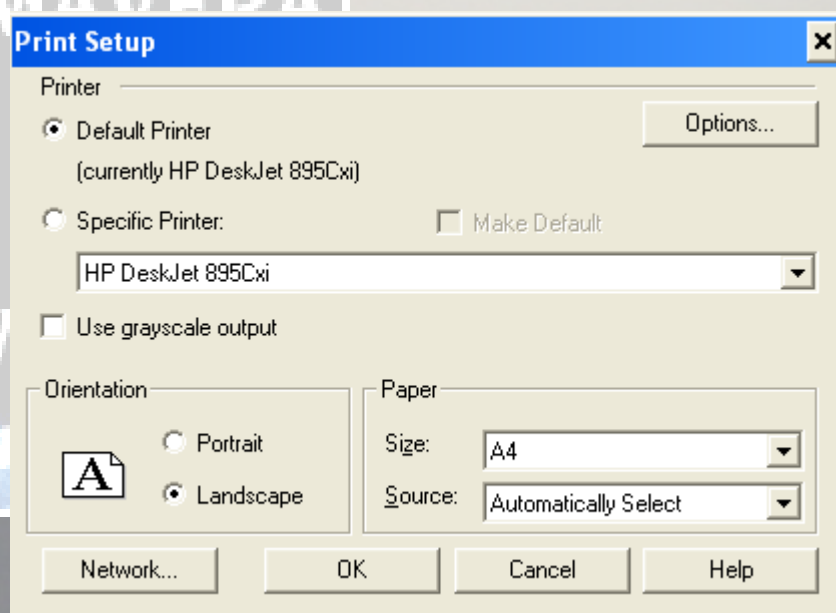 Print Setup
Printer
Default Printer
Options...
(currently HP DeskJet 895Cxi)
Specific Printer:
Make Default
HP DeskJet 895Cxi
Use grayscale output
Orientation
Paper
Portrait
Size:
A4
A
Landscape
Source:
Automatically Select
Network...
OK
Cancel
Help